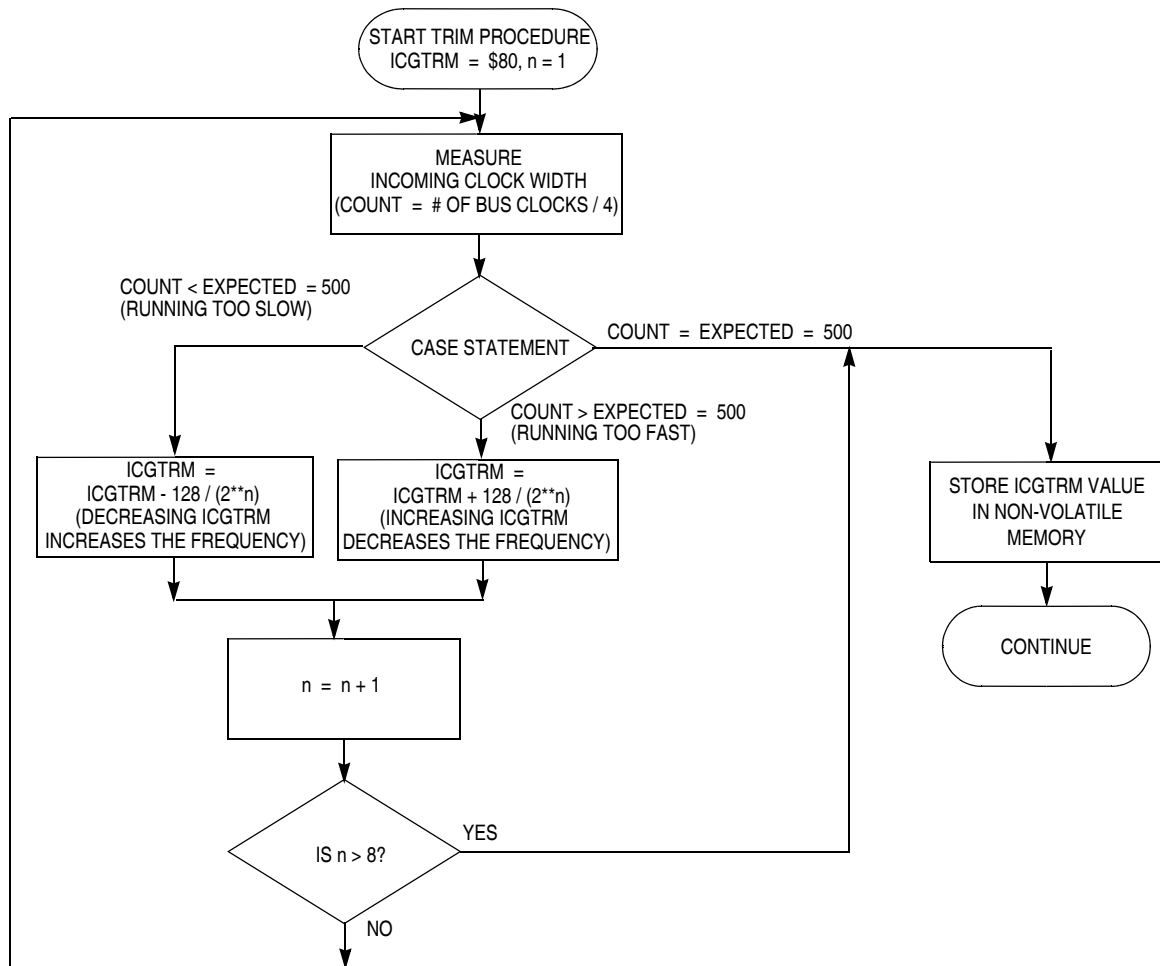 START TRIM PROCEDURE
ICGTRM = $80, n = 1
MEASURE
INCOMING CLOCK WIDTH
(COUNT = # OF BUS CLOCKS / 4)
COUNT < EXPECTED = 500
(RUNNING TOO SLOW)
CASE STATEMENT
COUNT = EXPECTED = 500
COUNT > EXPECTED = 500
(RUNNING TOO FAST)
ICGTRM =
ICGTRM - 128 / (2**n)
(DECREASING ICGTRM
INCREASES THE FREQUENCY)
ICGTRM =
ICGTRM + 128 / (2**n)
(INCREASING ICGTRM
DECREASES THE FREQUENCY)
STORE ICGTRM VALUE
IN NON-VOLATILE
MEMORY
CONTINUE
n = n + 1
IS n > 8?
YES
NO